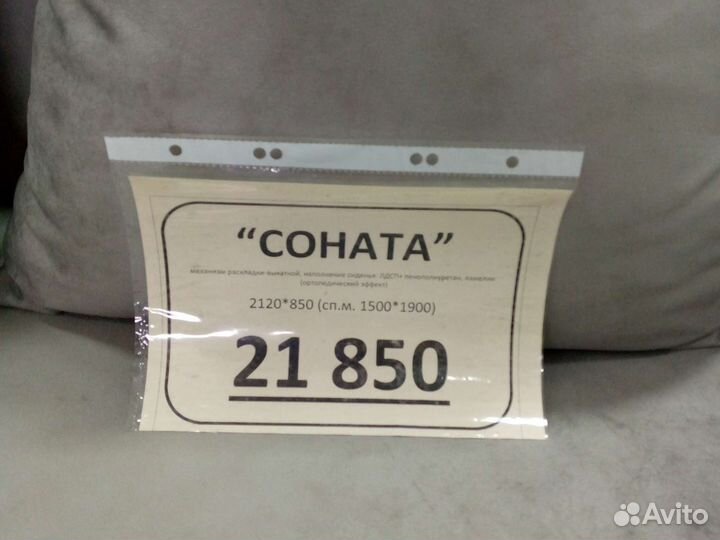 “СОНАТА”
механизм раскладки-выкатной, наполнение сиденья: ЛДСП+ пенополиуретан, ламели
(ортопедический эффект)
2120*850 (сп.м. 1500*1900)
21 850
Avito